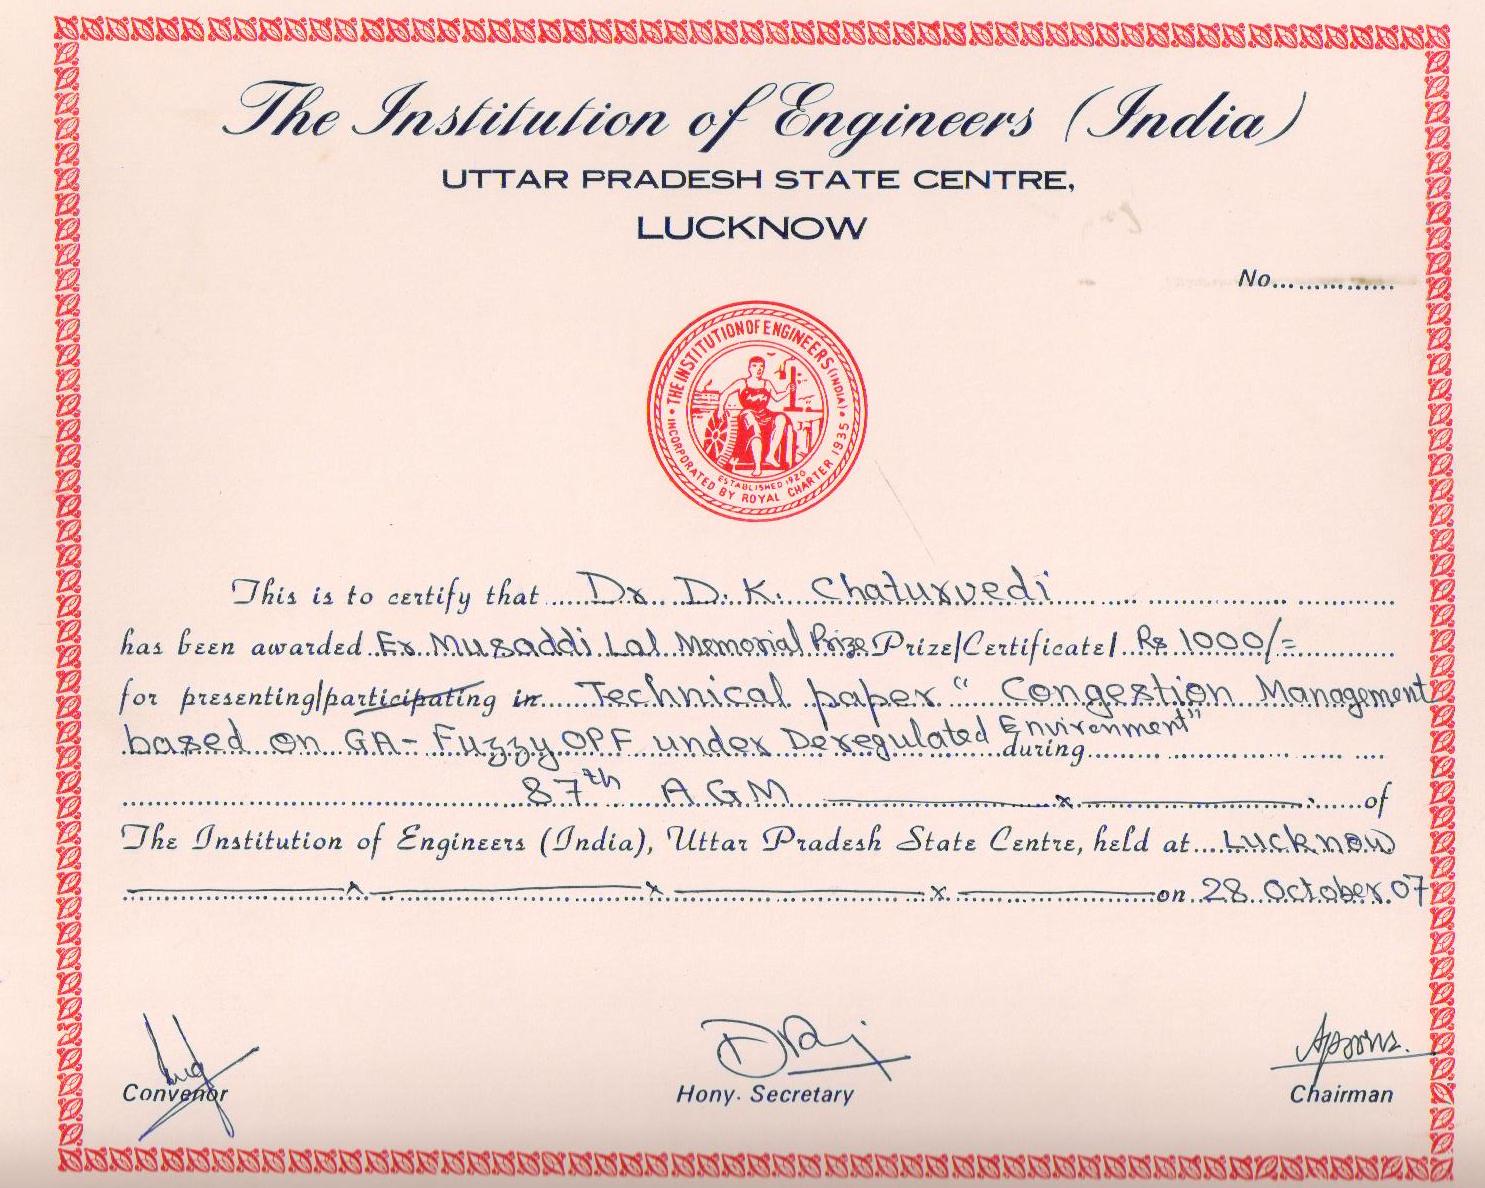 The Institution of Engineers (India)
UTTAR PRADESH STATE CENTRE,
LUCKNOW
No...............
THE INSTITUTION OF ENGINEERS (INDIA)
ESTABLISHED 1920
INCORPORATED BY ROYAL CHARTER 1935
This is to certify that Dr. D. K. Chaturvedi
has been awarded Er. Musaddi Lal Memorial Prize Prize/Certificate/ Rs 1000/=
for presenting/participating in Technical paper "Congestion Management
based on GA- Fuzzy OPF under Deregulated Environment" during
87th AGM x of
The Institution of Engineers (India), Uttar Pradesh State Centre, held at Lucknow
x x x on 28 October 07
Convenor Hony. Secretary Chairman